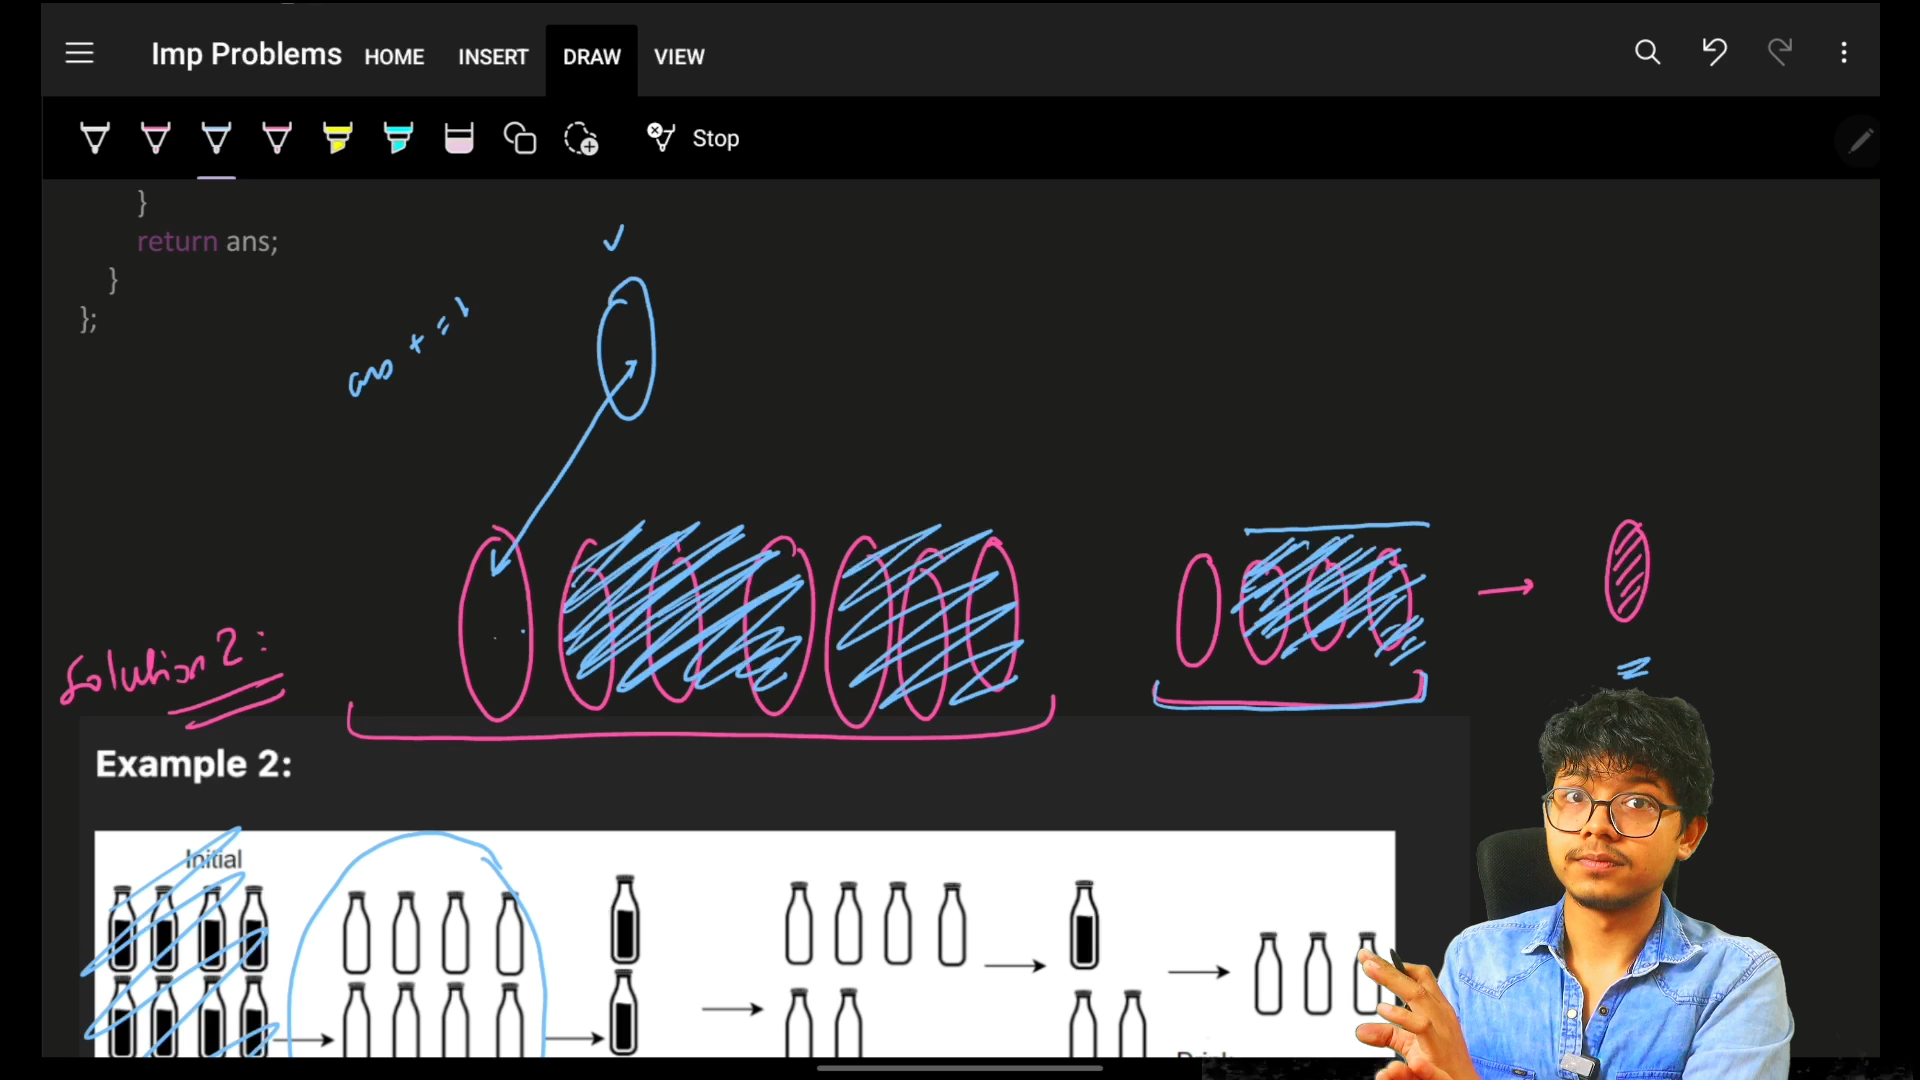 Imp Problems HOME INSERT DRAW VIEW
Stop
}
return ans;
}
};
ans + = 1
Solution 2 :
Example 2:
Initial